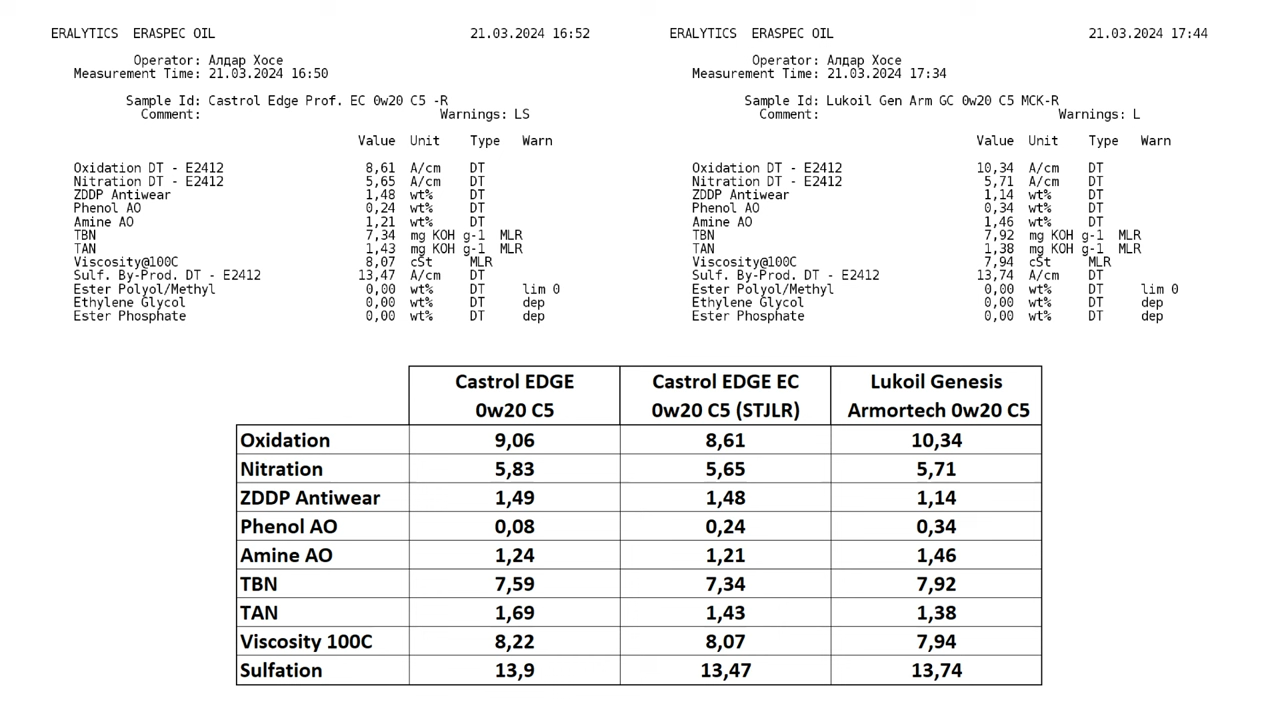 ERALYTICS ERASPEC OIL 21.03.2024 16:52
Operator: Алдар Хосе
Measurement Time: 21.03.2024 16:50
Sample Id: Castrol Edge Prof. EC 0w20 C5 -R
Comment: Warnings: LS
Value Unit Type Warn
Oxidation DT - E2412 8,61 A/cm DT
Nitration DT - E2412 5,65 A/cm DT
ZDDP Antiwear 1,48 wt% DT
Phenol AO 0,24 wt% DT
Amine AO 1,21 wt% DT
TBN 7,34 mg KOH g-1 MLR
TAN 1,43 mg KOH g-1 MLR
Viscosity@100C 8,07 cSt MLR
Sulf. By-Prod. DT - E2412 13,47 A/cm DT
Ester Polyol/Methyl 0,00 wt% DT lim 0
Ethylene Glycol 0,00 wt% DT dep
Ester Phosphate 0,00 wt% DT dep
ERALYTICS ERASPEC OIL 21.03.2024 17:44
Operator: Алдар Хосе
Measurement Time: 21.03.2024 17:34
Sample Id: Lukoil Gen Arm GC 0w20 C5 MCK-R
Comment: Warnings: L
Value Unit Type Warn
Oxidation DT - E2412 10,34 A/cm DT
Nitration DT - E2412 5,71 A/cm DT
ZDDP Antiwear 1,14 wt% DT
Phenol AO 0,34 wt% DT
Amine AO 1,46 wt% DT
TBN 7,92 mg KOH g-1 MLR
TAN 1,38 mg KOH g-1 MLR
Viscosity@100C 7,94 cSt MLR
Sulf. By-Prod. DT - E2412 13,74 A/cm DT
Ester Polyol/Methyl 0,00 wt% DT lim 0
Ethylene Glycol 0,00 wt% DT dep
Ester Phosphate 0,00 wt% DT dep
Castrol EDGE Castrol EDGE EC Lukoil Genesis
0w20 C5 0w20 C5 (STJLR) Armortech 0w20 C5
Oxidation 9,06 8,61 10,34
Nitration 5,83 5,65 5,71
ZDDP Antiwear 1,49 1,48 1,14
Phenol AO 0,08 0,24 0,34
Amine AO 1,24 1,21 1,46
TBN 7,59 7,34 7,92
TAN 1,69 1,43 1,38
Viscosity 100C 8,22 8,07 7,94
Sulfation 13,9 13,47 13,74